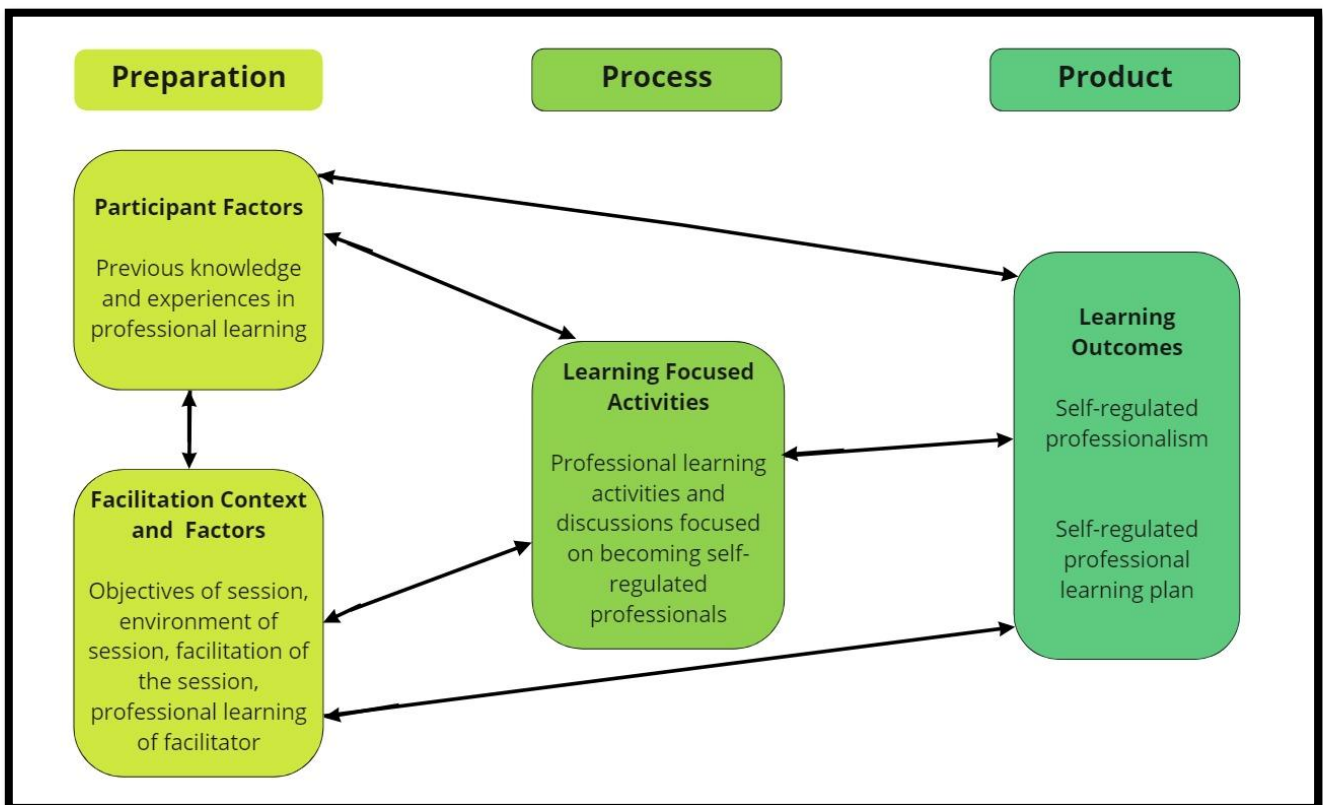 Preparation
Process
Product
Participant Factors
Previous knowledge
and experiences in
professional learning
Facilitation Context
and Factors
Objectives of session,
environment of
session, facilitation of
the session,
professional learning
of facilitator
Learning Focused
Activities
Professional learning
activities and
discussions focused
on becoming self-
regulated
professionals
Learning
Outcomes
Self-regulated
professionalism
Self-regulated
professional
learning plan